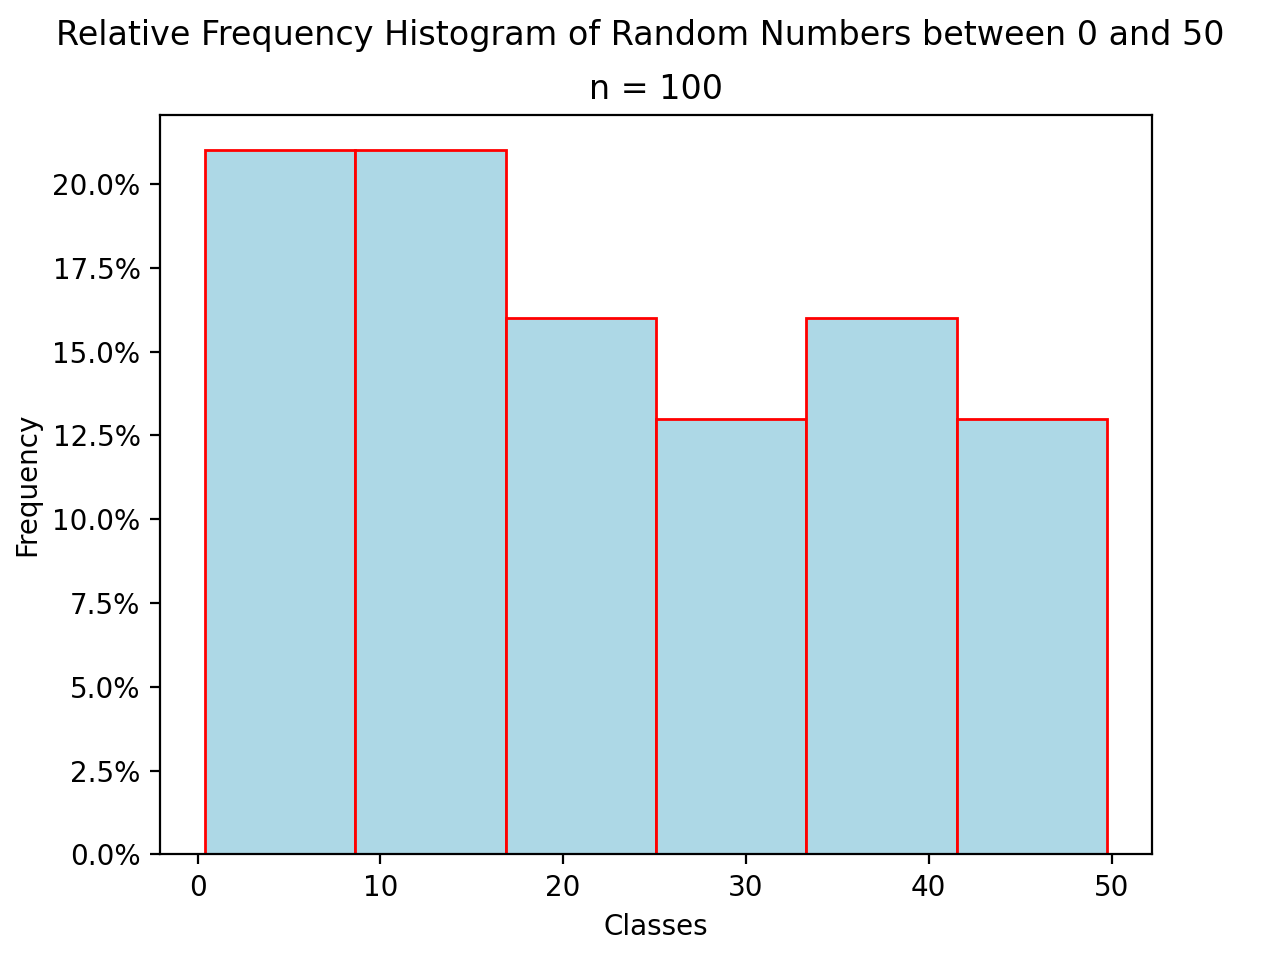 Relative Frequency Histogram of Random Numbers between 0 and 50
n = 100
20.0%
17.5%
15.0%
12.5%
10.0%
7.5%
5.0%
2.5%
0.0%
Frequency
0 10 20 30 40 50
Classes